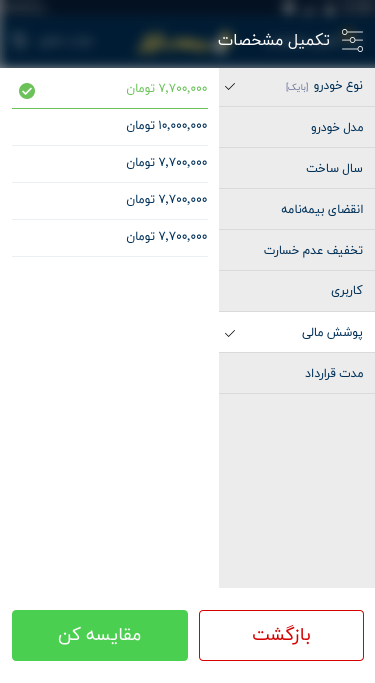 تکمیل مشخصات
نوع خودرو [بایک]
مدل خودرو
سال ساخت
انقضای بیمه‌نامه
تخفیف عدم خسارت
کاربری
پوشش مالی
مدت قرارداد
۷,۷۰۰,۰۰۰ تومان
۱۰,۰۰۰,۰۰۰ تومان
۷,۷۰۰,۰۰۰ تومان
۷,۷۰۰,۰۰۰ تومان
۷,۷۰۰,۰۰۰ تومان
بازگشت
مقایسه کن